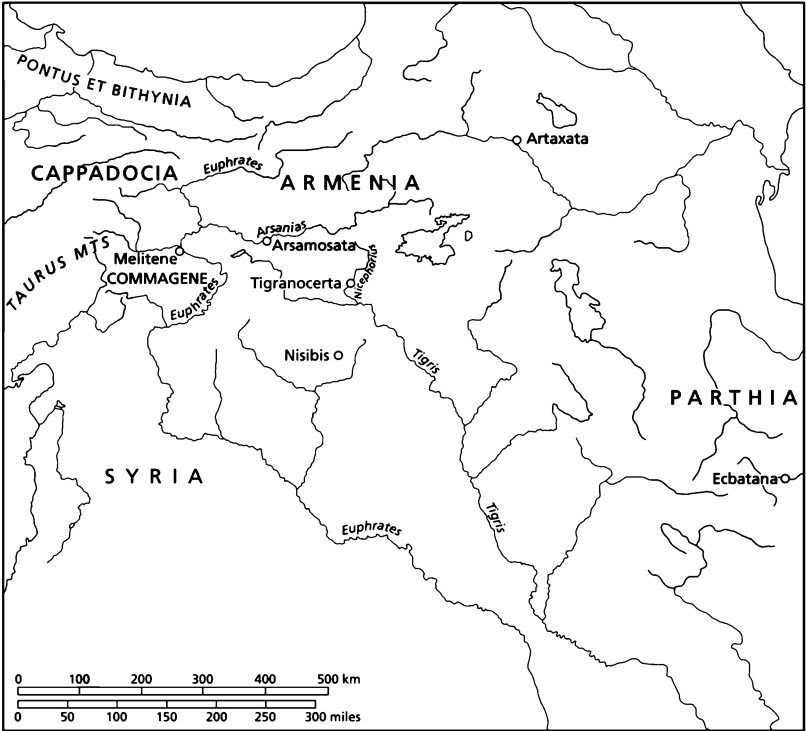 PONTUS ET BITHYNIA
Artaxata
CAPPADOCIA
Euphrates
ARMENIA
Arsanias
Arsamosata
TAURUS MTS
Melitene
COMMAGENE
Euphrates
Tigranocerta
Nicephorius
Nisibis
Tigris
PARTHIA
SYRIA
Ecbatana
Tigris
Euphrates
0 100 200 300 400 500 km
0 50 100 150 200 250 300 miles